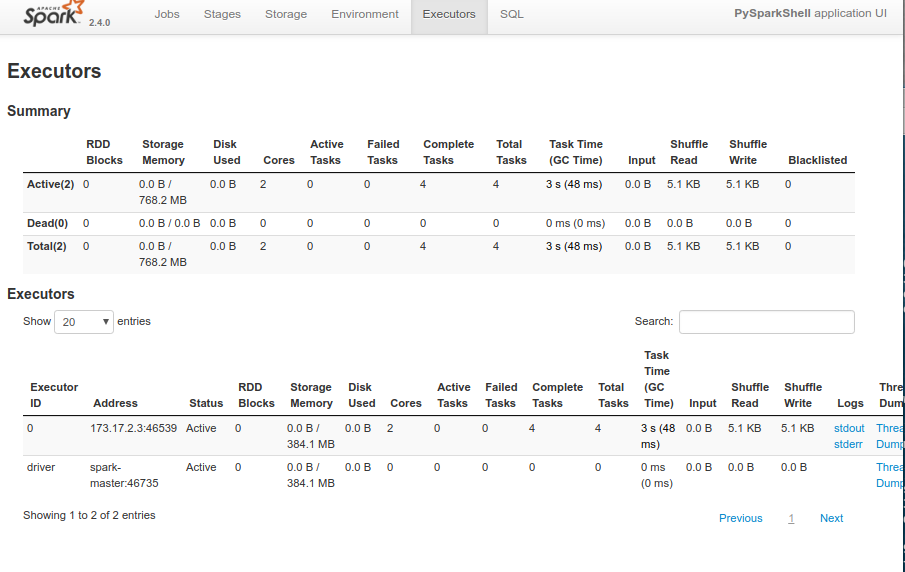 APACHE
Spark 2.4.0 Jobs Stages Storage Environment Executors SQL PySparkShell application UI
Executors
Summary
RDD Storage Disk Active Failed Complete Total Task Time Shuffle Shuffle
Blocks Memory Used Cores Tasks Tasks Tasks Tasks (GC Time) Input Read Write Blacklisted
Active(2) 0 0.0 B / 0.0 B 2 0 0 4 4 3 s (48 ms) 0.0 B 5.1 KB 5.1 KB 0
768.2 MB
Dead(0) 0 0.0 B / 0.0 B 0.0 B 0 0 0 0 0 0 ms (0 ms) 0.0 B 0.0 B 0.0 B 0
Total(2) 0 0.0 B / 0.0 B 2 0 0 4 4 3 s (48 ms) 0.0 B 5.1 KB 5.1 KB 0
768.2 MB
Executors
Show 20 entries Search:
Task
Time
Executor RDD Storage Disk Active Failed Complete Total (GC Shuffle Shuffle Thre
ID Address Status Blocks Memory Used Cores Tasks Tasks Tasks Tasks Time) Input Read Write Logs Dum
0 173.17.2.3:46539 Active 0 0.0 B / 0.0 B 2 0 0 4 4 3 s (48 0.0 B 5.1 KB 5.1 KB stdout Threa
384.1 MB ms) stderr Dump
driver spark- Active 0 0.0 B / 0.0 B 0 0 0 0 0 0 ms 0.0 B 0.0 B 0.0 B Threa
master:46735 384.1 MB (0 ms) Dump
Showing 1 to 2 of 2 entries Previous 1 Next